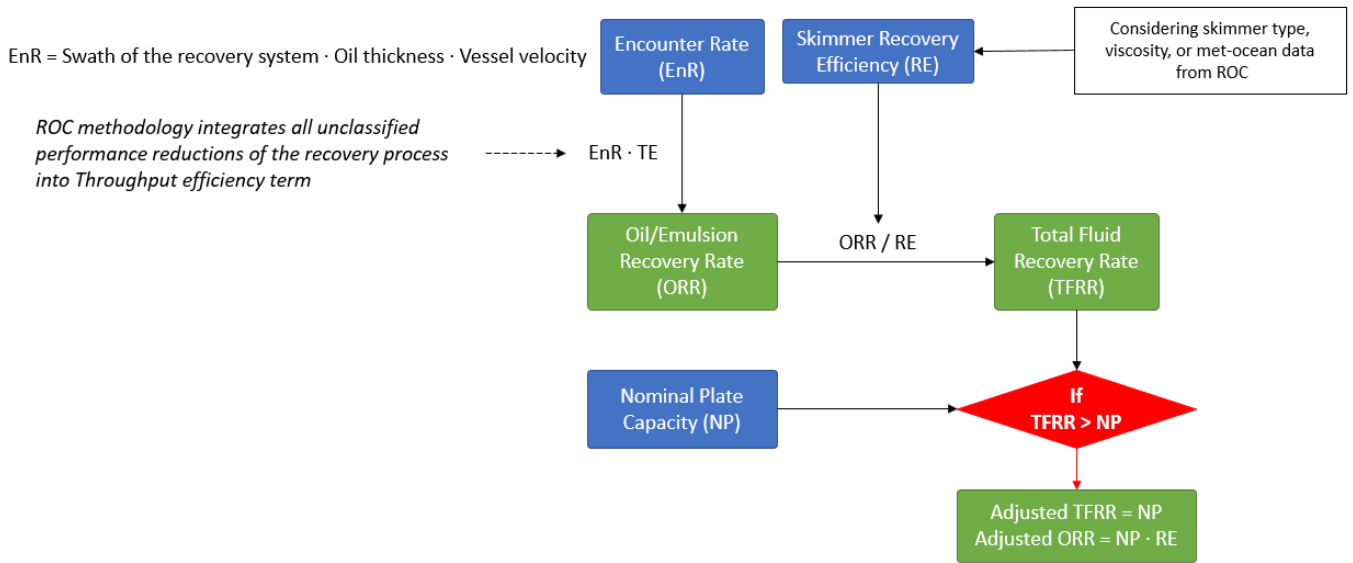 EnR = Swath of the recovery system · Oil thickness · Vessel velocity
Encounter Rate
(EnR)
Skimmer Recovery
Efficiency (RE)
Considering skimmer type,
viscosity, or met-ocean data
from ROC
ROC methodology integrates all unclassified
performance reductions of the recovery process
into Throughput efficiency term
EnR · TE
Oil/Emulsion
Recovery Rate
(ORR)
ORR / RE
Total Fluid
Recovery Rate
(TFRR)
Nominal Plate
Capacity (NP)
If
TFRR > NP
Adjusted TFRR = NP
Adjusted ORR = NP · RE